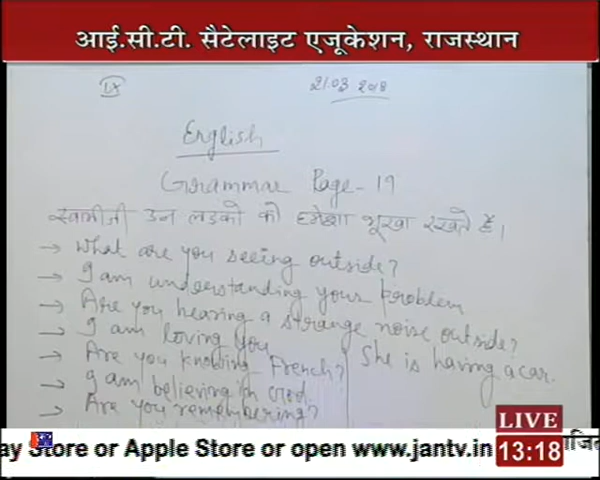 आई.सी.टी. सैटेलाइट एजूकेशन, राजस्थान
IX
21.03 2018
English
Grammar Page - 19
स्वामीजी उन लड़को को हमेशा भूखा रखते हैं।
→ What are you seeing outside?
→ I am understanding your problem
→ Are you hearing a strange noise outside?
→ I am loving you
→ Are you knowing French?
She is having a car.
→ I am believing in God.
→ Are you remembering?
LIVE
13:18
ay Store or Apple Store or open www.jantv.in